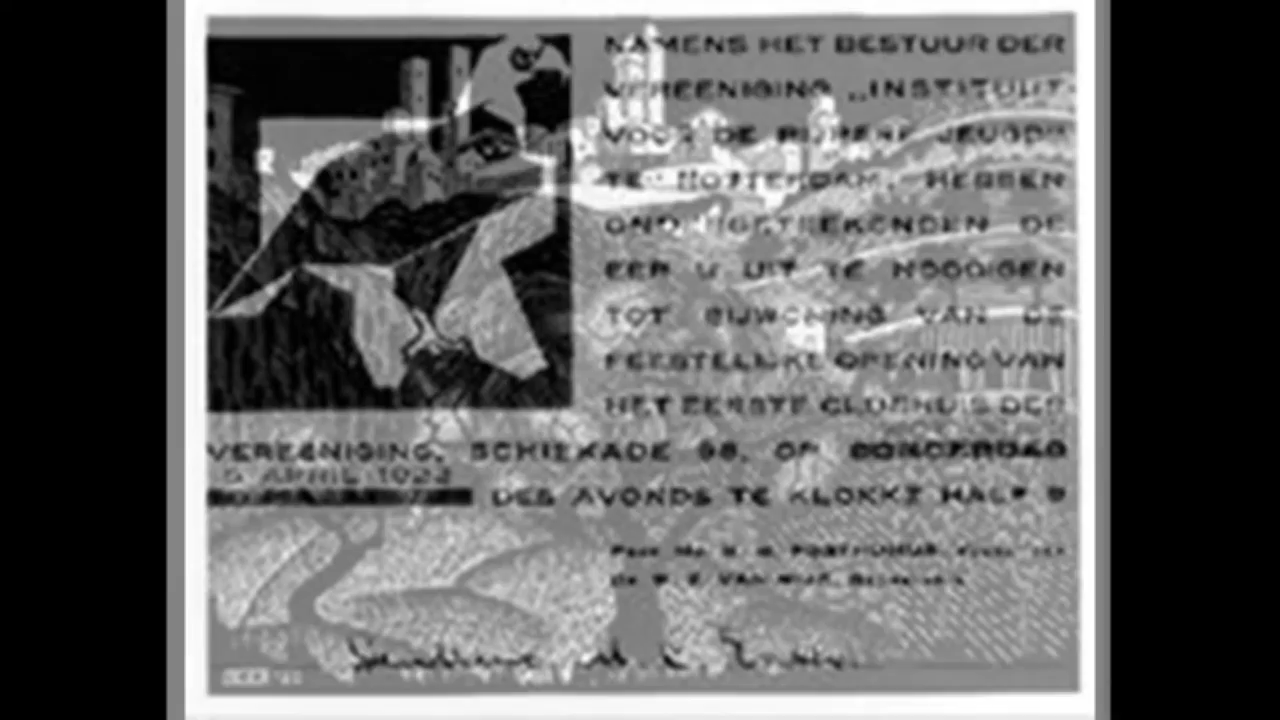 NAMENS HET BESTUUR DER
VEREENIGING „INSTITUUT
VOOR DE RIJPERE JEUGD"
TE ROTTERDAM, HEBBEN
ONDERGETEEKENDEN DE
EER U UIT TE NOODIGEN
TOT BIJWONING VAN DE
FEESTELIJKE OPENING VAN
HET EERSTE CLUBHUIS DER
VEREENIGING, SCHIEKADE 98, OP DONDERDAG
5 APRIL 1923
DES AVONDS TE KLOKKE HALF 9
POSTHUMUS,
VAN
M. C.